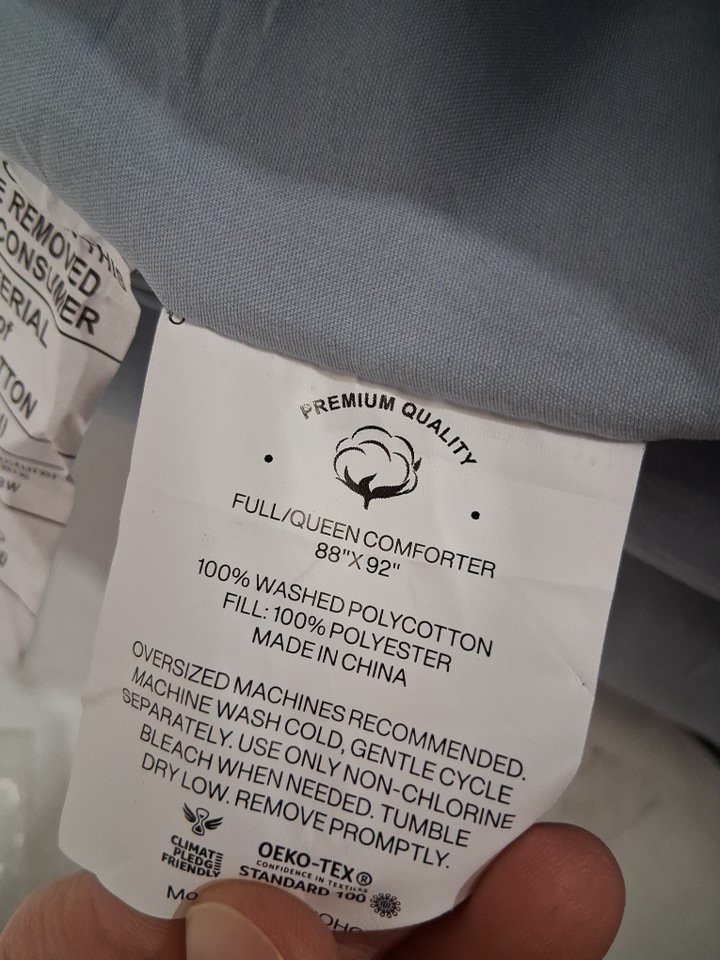 THIS
REMOVED
CONSUMER
of
PREMIUM QUALITY
FULL/QUEEN COMFORTER
88"X 92"
100% WASHED POLYCOTTON
FILL: 100% POLYESTER
MADE IN CHINA
OVERSIZED MACHINES RECOMMENDED.
MACHINE WASH COLD, GENTLE CYCLE
SEPARATELY. USE ONLY NON-CHLORINE
BLEACH WHEN NEEDED. TUMBLE
DRY LOW. REMOVE PROMPTLY.
CLIMATE
PLEDGE
FRIENDLY
OEKO-TEX®
CONFIDENCE IN TEXTILES
STANDARD 100